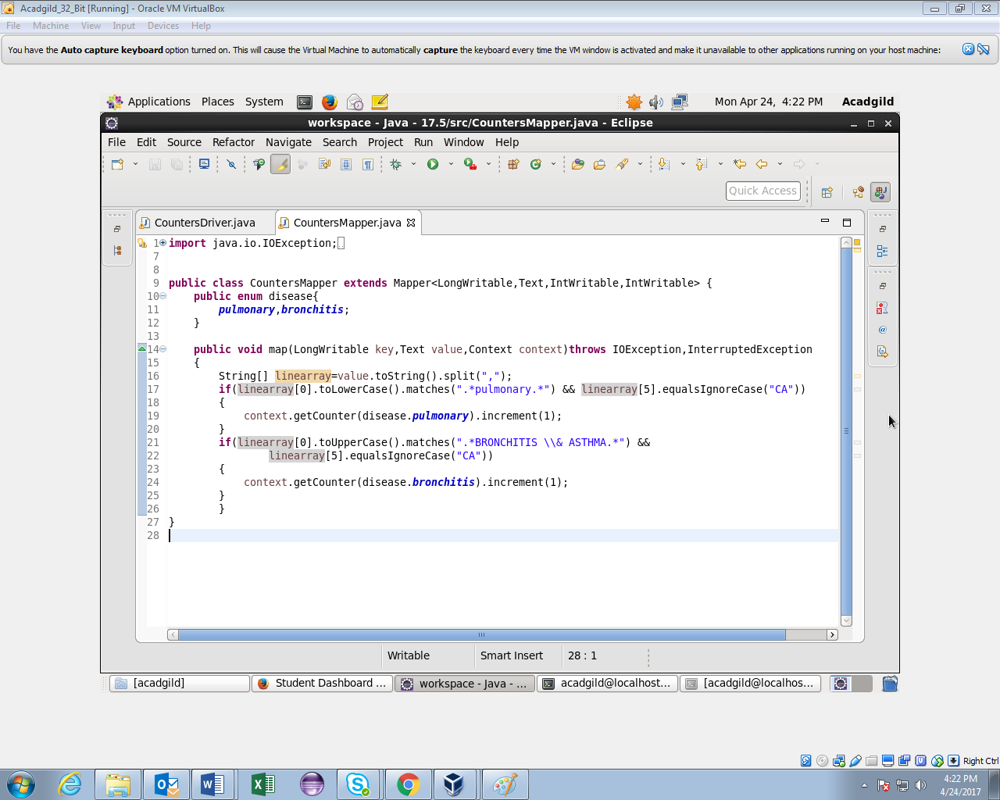 Acadgild_32_Bit [Running] - Oracle VM VirtualBox
File Machine View Input Devices Help
You have the Auto capture keyboard option turned on. This will cause the Virtual Machine to automatically capture the keyboard every time the VM window is activated and make it unavailable to other applications running on your host machine:
Applications Places System Mon Apr 24, 4:22 PM Acadgild
workspace - Java - 17.5/src/CountersMapper.java - Eclipse
File Edit Source Refactor Navigate Search Project Run Window Help
Quick Access
CountersDriver.java CountersMapper.java
1 import java.io.IOException;
7
8
9 public class CountersMapper extends Mapper<LongWritable,Text,IntWritable,IntWritable> {
10 public enum disease{
11 pulmonary,bronchitis;
12 }
13
14 public void map(LongWritable key,Text value,Context context)throws IOException,InterruptedException
15 {
16 String[] linearray=value.toString().split(",");
17 if(linearray[0].toLowerCase().matches(".*pulmonary.*") && linearray[5].equalsIgnoreCase("CA"))
18 {
19 context.getCounter(disease.pulmonary).increment(1);
20 }
21 if(linearray[0].toUpperCase().matches(".*BRONCHITIS \\& ASTHMA.*") &&
22 linearray[5].equalsIgnoreCase("CA"))
23 {
24 context.getCounter(disease.bronchitis).increment(1);
25 }
26 }
27 }
28
Writable Smart Insert 28 : 1
[acadgild] Student Dashboard ... workspace - Java - ... acadgild@localhost... [acadgild@localhos...
Right Ctrl
4:22 PM
4/24/2017